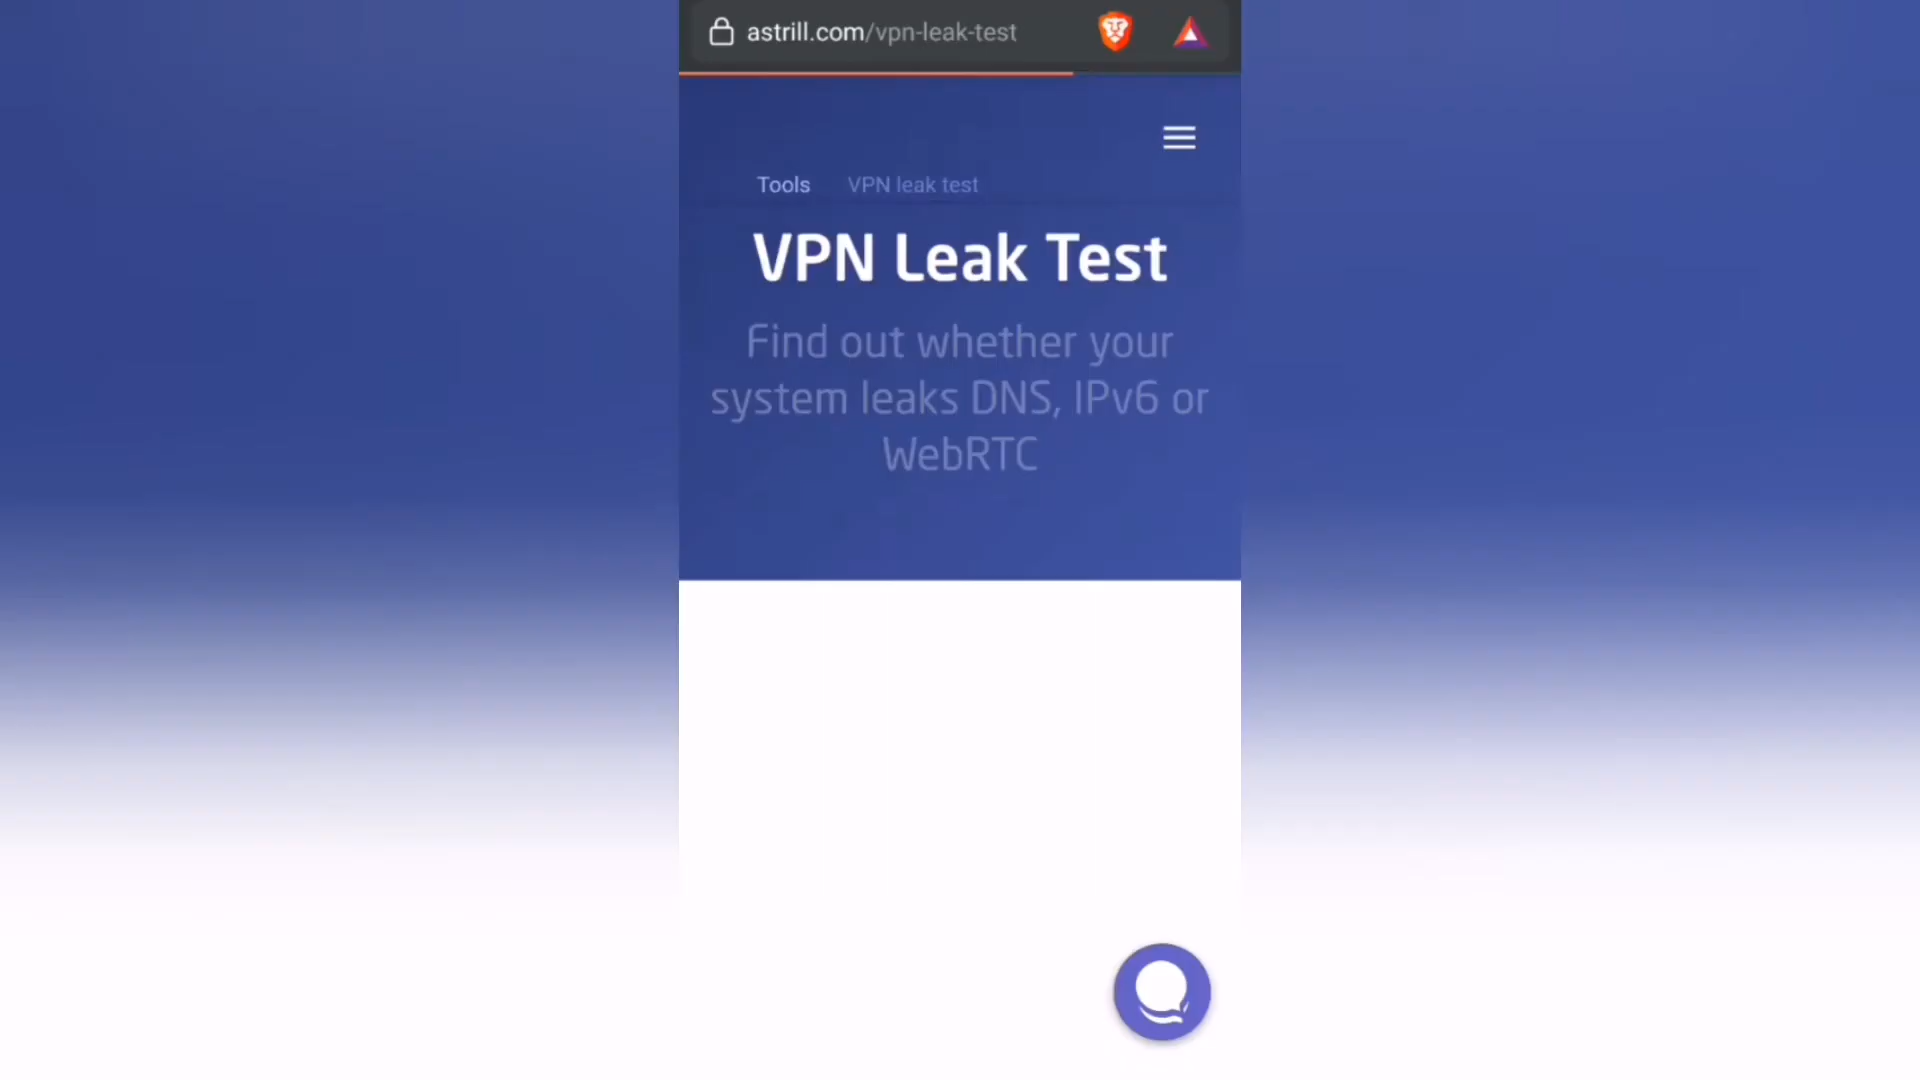 astrill.com/vpn-leak-test
Tools VPN leak test
VPN Leak Test
Find out whether your
system leaks DNS, IPv6 or
WebRTC